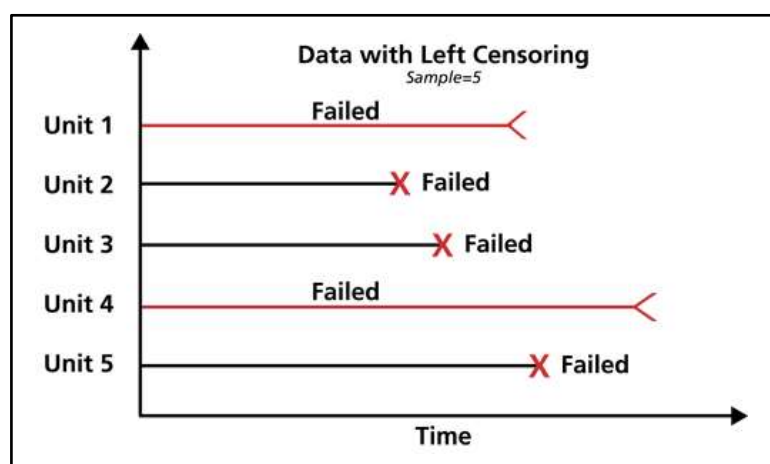 Data with Left Censoring
Sample=5
Unit 1
Failed
Unit 2
Failed
Unit 3
Failed
Unit 4
Failed
Unit 5
Failed
Time